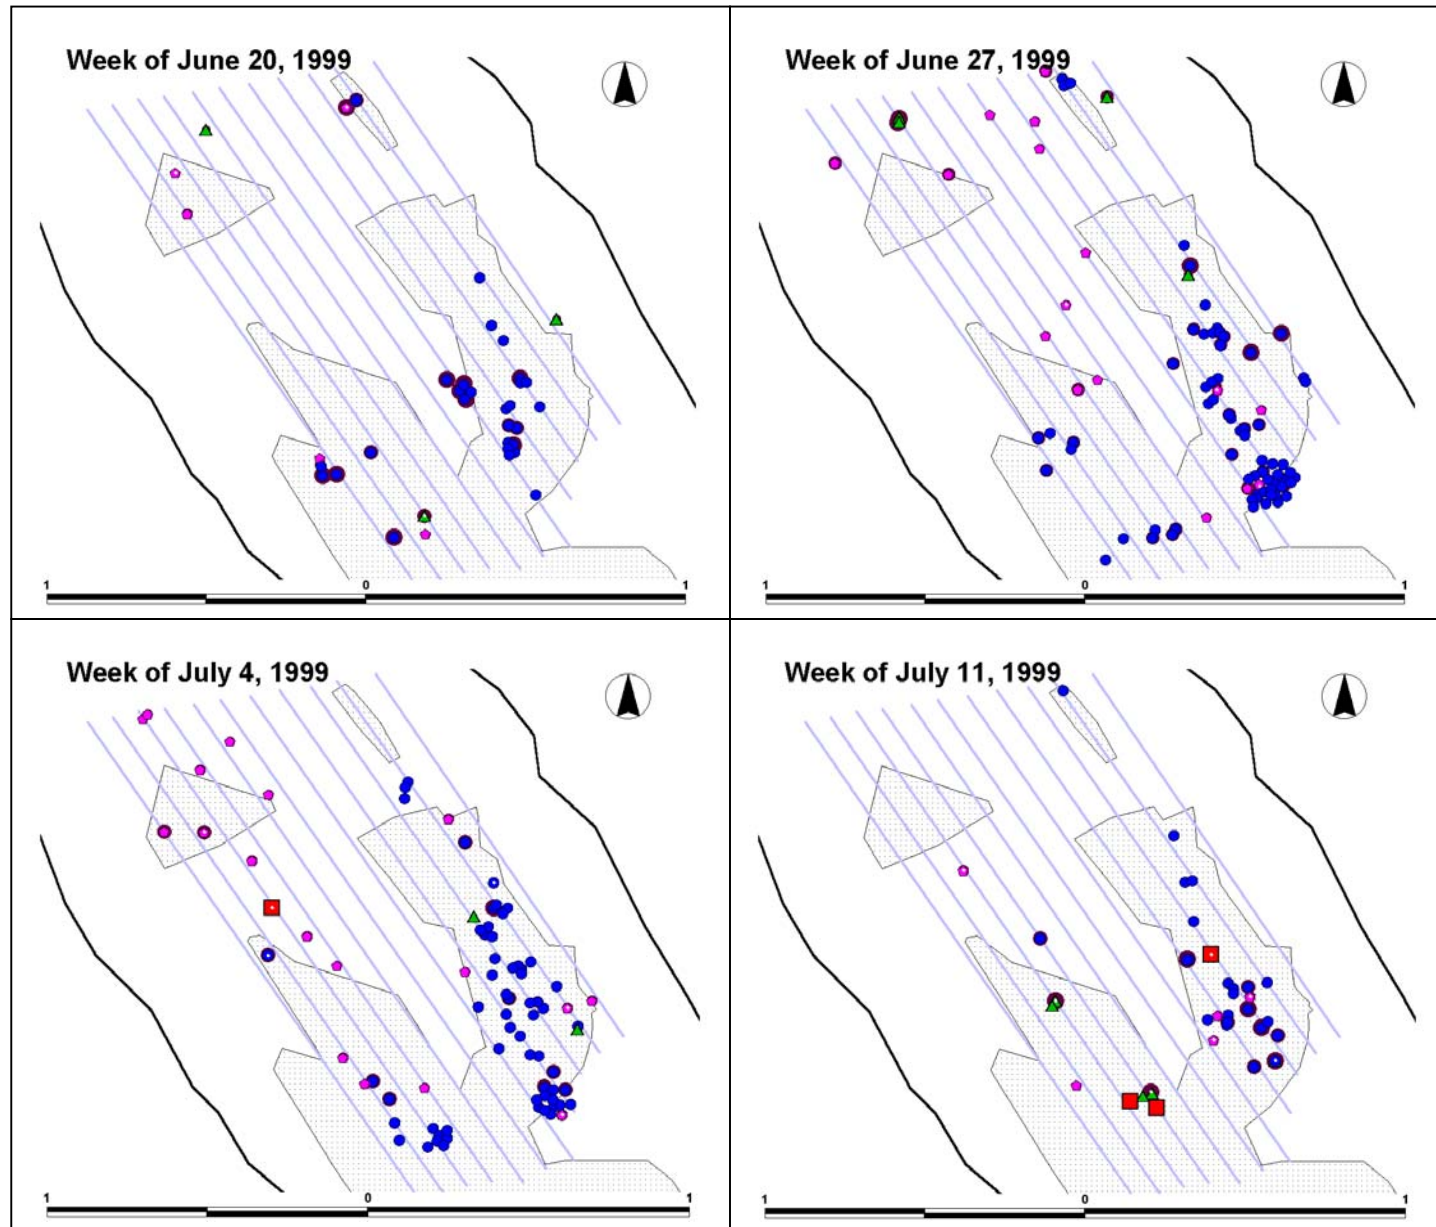 Week of June 20, 1999
1 0 1
Week of June 27, 1999
1 0 1
Week of July 4, 1999
1 0 1
Week of July 11, 1999
1 0 1